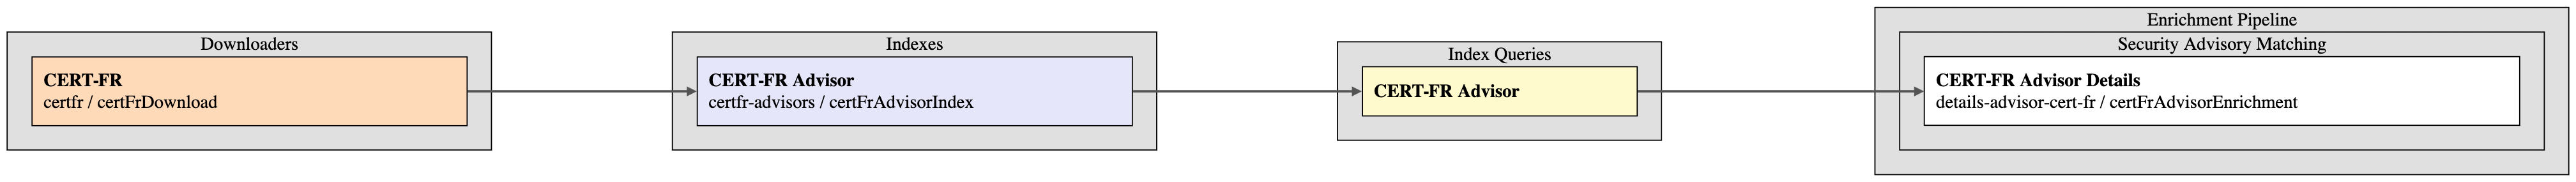 Downloaders
CERT-FR
certfr / certFrDownload
Indexes
CERT-FR Advisor
certfr-advisors / certFrAdvisorIndex
Index Queries
CERT-FR Advisor
Enrichment Pipeline
Security Advisory Matching
CERT-FR Advisor Details
details-advisor-cert-fr / certFrAdvisorEnrichment